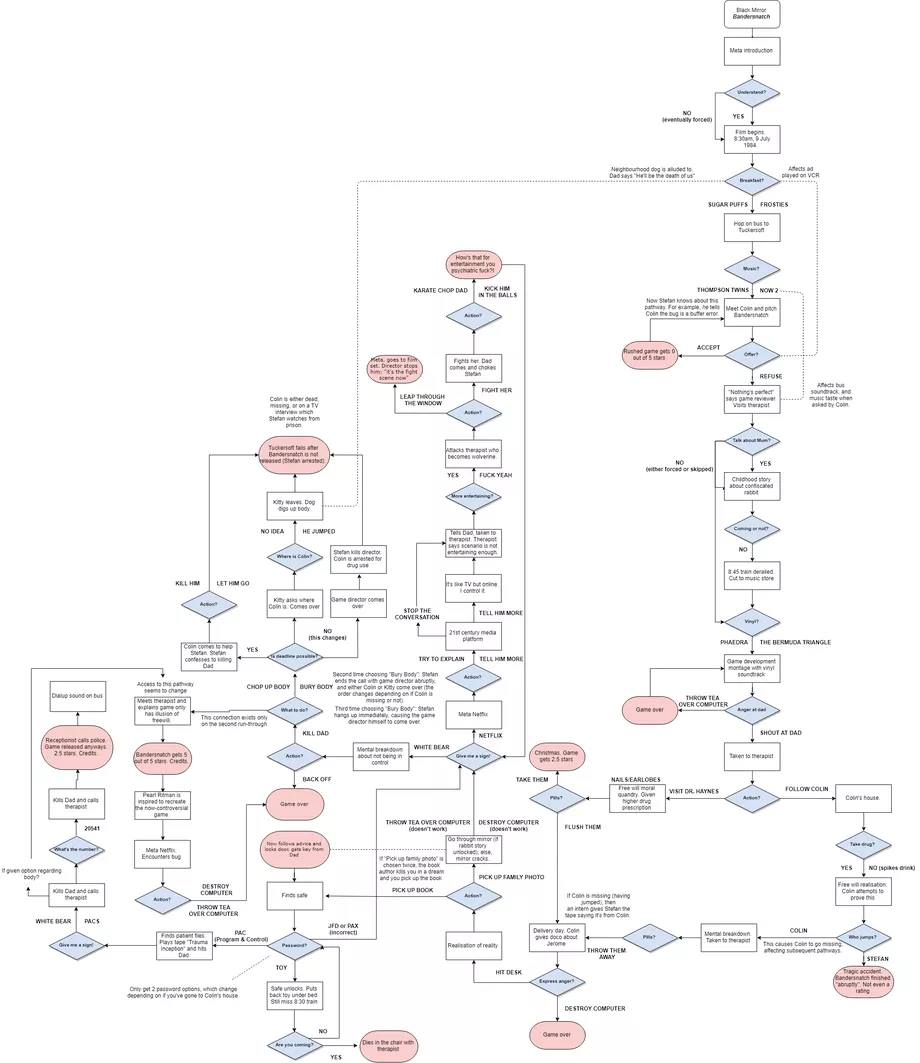 Black Mirror
Bandersnatch
Meta introduction
Understand?
NO
(eventually forced)
YES
Film begins.
8:30am, 9 July
1984.
Neighbourhood dog is alluded to.
Dad says "He'll be the death of us"
Breakfast?
Affects ad
played on VCR
SUGAR PUFFS
FROSTIES
Hop on bus to
Tuckersoft
Music?
THOMPSON TWINS
NOW 2
Now Stefan knows about this
pathway. For example, he tells
Colin the bug is a buffer error.
Meet Colin and pitch
Bandersnatch
Rushed game gets 0
out of 5 stars
ACCEPT
Offer?
REFUSE
"Nothing's perfect"
says game reviewer
Visits therapist
Affects bus
soundtrack, and
music taste when
asked by Colin.
Talk about Mum?
NO
(either forced or skipped)
YES
Childhood story
about confiscated
rabbit
Coming or not?
NO
8:45 train derailed.
Cut to music store
Vinyl?
PHAEDRA
THE BERMUDA TRIANGLE
Game development
montage with vinyl
soundtrack
Game over
THROW TEA
OVER COMPUTER
Anger at dad
SHOUT AT DAD
Taken to therapist
NAILS/EARLOBES
Free will moral
quandry. Given
higher drug
prescription
VISIT DR. HAYNES
Action?
FOLLOW COLIN
Colin's house.
Take drug?
YES
NO (spikes drink)
Free will realisation.
Colin attempts to
prove this
Who jumps?
COLIN
This causes Colin to go missing,
affecting subsequent pathways.
STEFAN
Tragic accident
Bandersnatch finished
"abruptly". Not even a
rating
Mental breakdown.
Taken to therapist
Pills?
If Colin is missing (having
jumped), then
an intern gives Stefan the
tape saying it's from Colin.
THROW THEM
AWAY
Delivery day. Colin
gives doco about
Jerome
Christmas. Game
gets 2.5 stars
TAKE THEM
Pills?
FLUSH THEM
Express anger?
HIT DESK
DESTROY COMPUTER
Game over
Realisation of reality
Action?
PICK UP BOOK
PICK UP FAMILY PHOTO
Go through mirror (if
rabbit story
unlocked); else,
mirror cracks.
If "Pick up family photo" is
chosen twice, the book
author kills you in a dream
and you pick up the book
THROW TEA OVER COMPUTER
(doesn't work)
DESTROY COMPUTER
(doesn't work)
Give me a sign!
NETFLIX
WHITE BEAR
Meta Netflix
Action?
TRY TO EXPLAIN
TELL HIM MORE
21st century media
platform
STOP THE
CONVERSATION
TELL HIM MORE
It's like TV but online
I control it
Tells Dad, taken to
therapist. Therapist
says scenario is not
entertaining enough.
More entertaining?
YES
FUCK YEAH
Attacks therapist who
becomes wolverine
Action?
LEAP THROUGH
THE WINDOW
FIGHT HER
Meta, goes to film
set. Director stops
him: "it's the fight
scene now"
Fights her. Dad
comes and chokes
Stefan
Action?
KARATE CHOP DAD
KICK HIM
IN THE BALLS
How's that for
entertainment you
psychiatric fuck?!
Mental breakdown
about not being in
control
Action?
BACK OFF
KILL DAD
Game over
What to do?
CHOP UP BODY
BURY BODY
This connection exists only
on the second run-through
Second time choosing "Bury Body": Stefan
ends the call with game director abruptly,
and either Colin or Kitty come over (the
order changes depending if Colin is
missing or not).
Third time choosing "Bury Body": Stefan
hangs up immediately, causing the
game director himself to come over.
Is deadline possible?
YES
NO
(this changes)
Colin comes to help
Stefan. Stefan
confesses to killing
Dad
Action?
KILL HIM
LET HIM GO
Kitty asks where
Colin is. Comes over
Where is Colin?
NO IDEA
HE JUMPED
Kitty leaves. Dog
digs up body.
Game director comes
over
Stefan kills director.
Colin is arrested for
drug use
Tuckersoft fails after
Bandersnatch is not
released (Stefan arrested)
Colin is either dead,
missing, or on a TV
interview which
Stefan watches from
prison.
Access to this pathway
seems to change
Meets therapist and
explains game only
has illusion of
freewill.
Bandersnatch gets 5
out of 5 stars. Credits.
Pearl Ritman is
inspired to recreate
the now-controversial
game
Meta Netflix.
Encounters bug
Action?
DESTROY
COMPUTER
THROW TEA
OVER COMPUTER
Now follows advice and
locks door, gets key from
Dad
Finds safe
JFD or PAX
(incorrect)
Password?
PAC
(Program & Control)
TOY
Only get 2 password options, which change
depending on if you've gone to Colin's house.
Safe unlocks. Puts
back toy under bed.
Still miss 8:30 train
NO
Are you coming?
YES
Dies in the chair with
therapist
Finds patient files.
Plays tape "Trauma
Inception" and hits
Dad
Give me a sign!
WHITE BEAR
PACS
If given option regarding
body?
Kills Dad and calls
therapist
What's the number?
20541
Kills Dad and calls
therapist
Receptionist calls police.
Game released anyways.
2.5 stars. Credits.
Dialup sound on bus